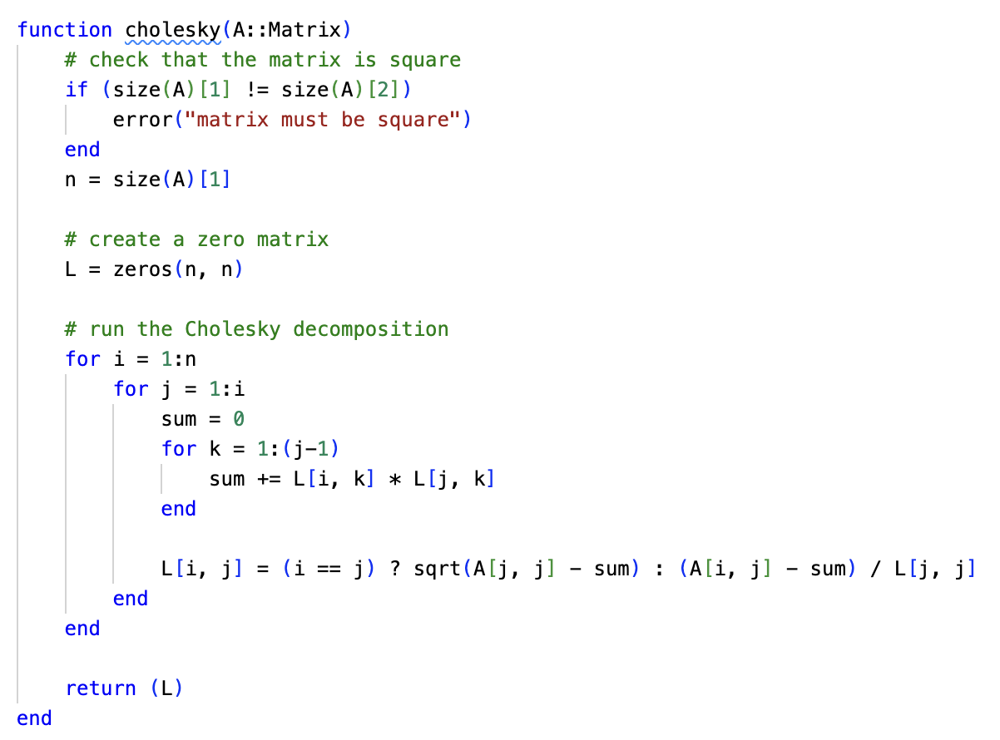 function cholesky(A::Matrix)
    # check that the matrix is square
    if (size(A)[1] != size(A)[2])
        error("matrix must be square")
    end
    n = size(A)[1]

    # create a zero matrix
    L = zeros(n, n)

    # run the Cholesky decomposition
    for i = 1:n
        for j = 1:i
            sum = 0
            for k = 1:(j-1)
                sum += L[i, k] * L[j, k]
            end

            L[i, j] = (i == j) ? sqrt(A[j, j] - sum) : (A[i, j] - sum) / L[j, j]
        end
    end

    return (L)
end